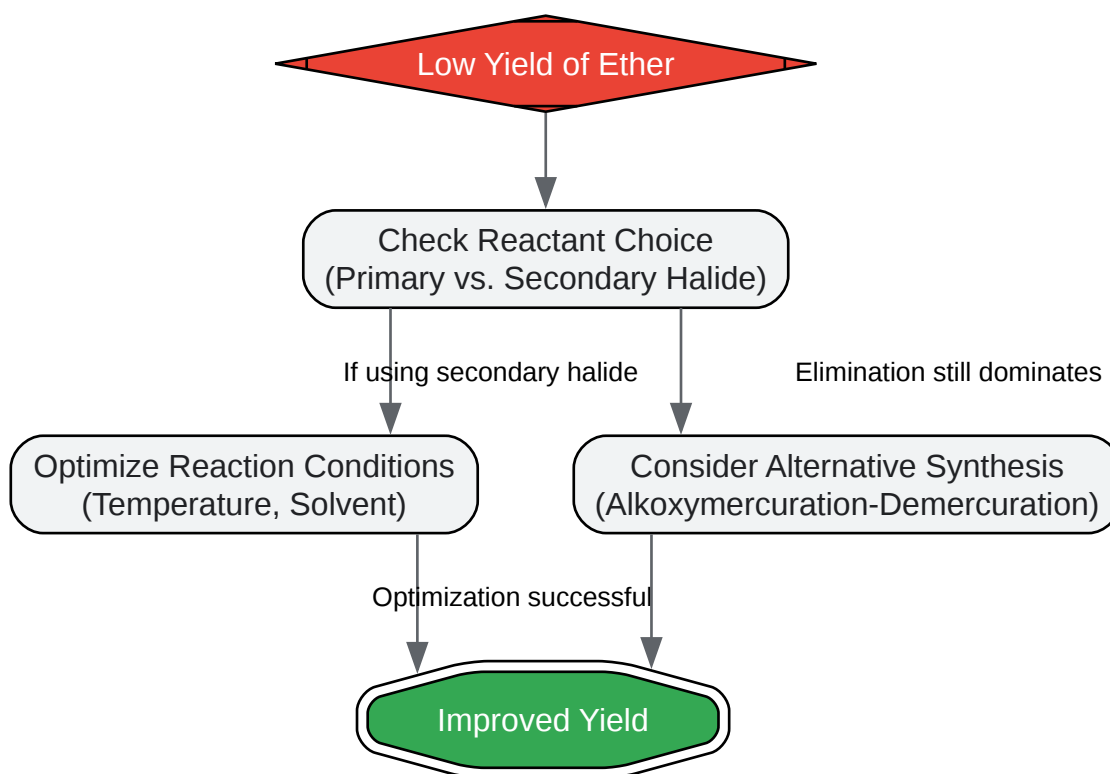 Low Yield of Ether
Check Reactant Choice
(Primary vs. Secondary Halide)
If using secondary halide
Elimination still dominates
Optimize Reaction Conditions
(Temperature, Solvent)
Consider Alternative Synthesis
(Alkoxymercuration-Demercuration)
Optimization successful
Improved Yield